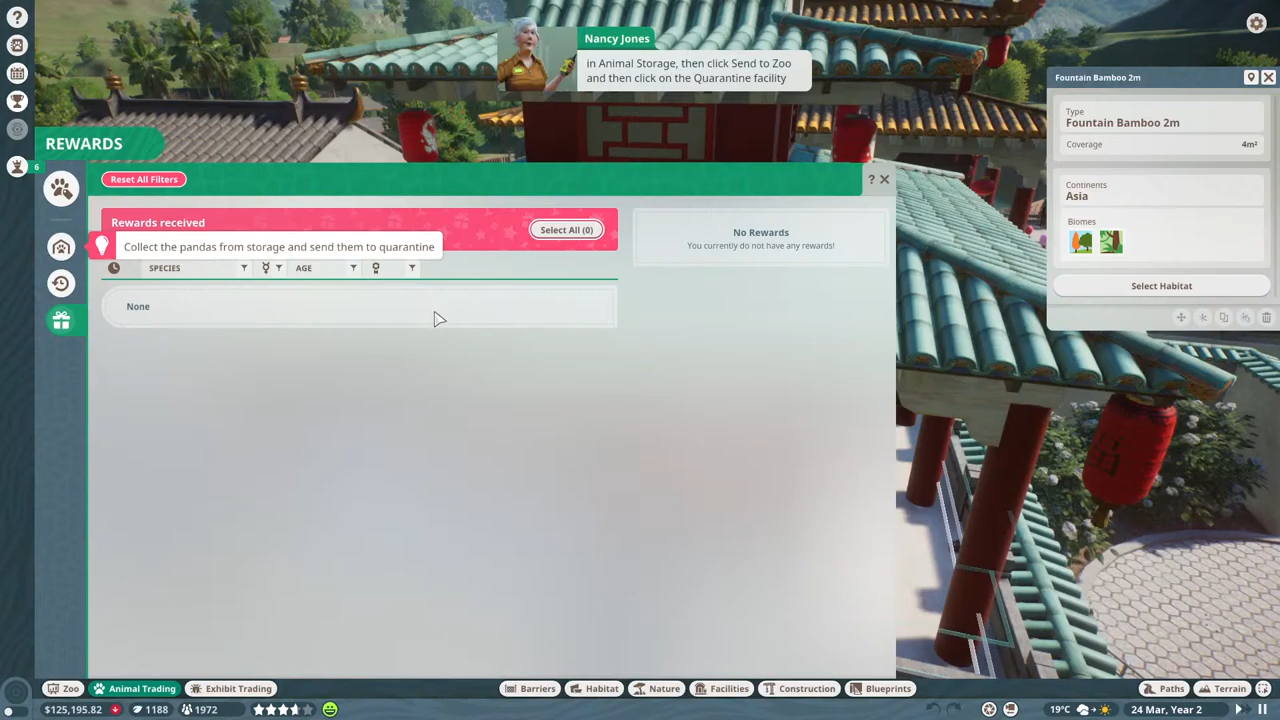 Nancy Jones
in Animal Storage, then click Send to Zoo
and then click on the Quarantine facility
Fountain Bamboo 2m
Type
Fountain Bamboo 2m
Coverage 4m²
Continents
Asia
Biomes
Select Habitat
6
REWARDS
Reset All Filters
?
Rewards received
Select All (0)
No Rewards
You currently do not have any rewards!
Collect the pandas from storage and send them to quarantine
SPECIES AGE
None
Zoo Animal Trading Exhibit Trading Barriers Habitat Nature Facilities Construction Blueprints Paths Terrain
$125,195.82 1188 1972 19°C 24 Mar, Year 2